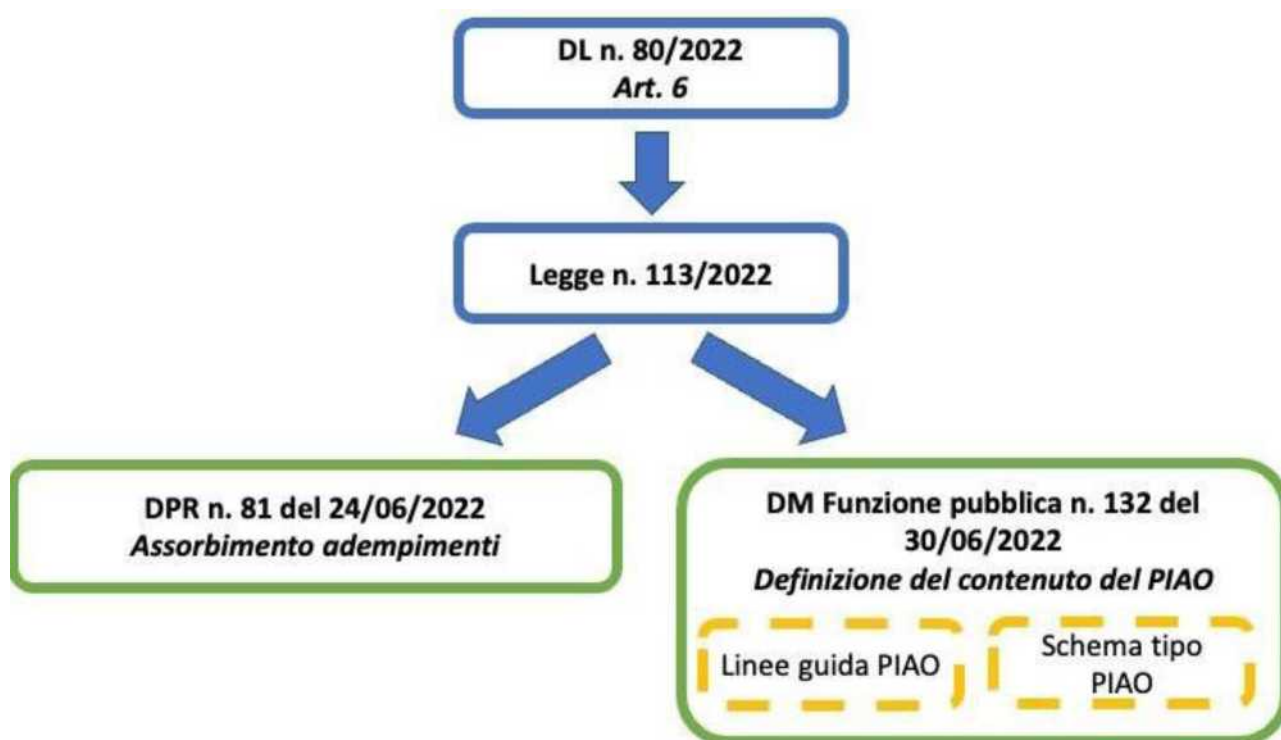 DL n. 80/2022
Art. 6
Legge n. 113/2022
DPR n. 81 del 24/06/2022
Assorbimento adempimenti
DM Funzione pubblica n. 132 del
30/06/2022
Definizione del contenuto del PIAO
Linee guida PIAO
Schema tipo
PIAO